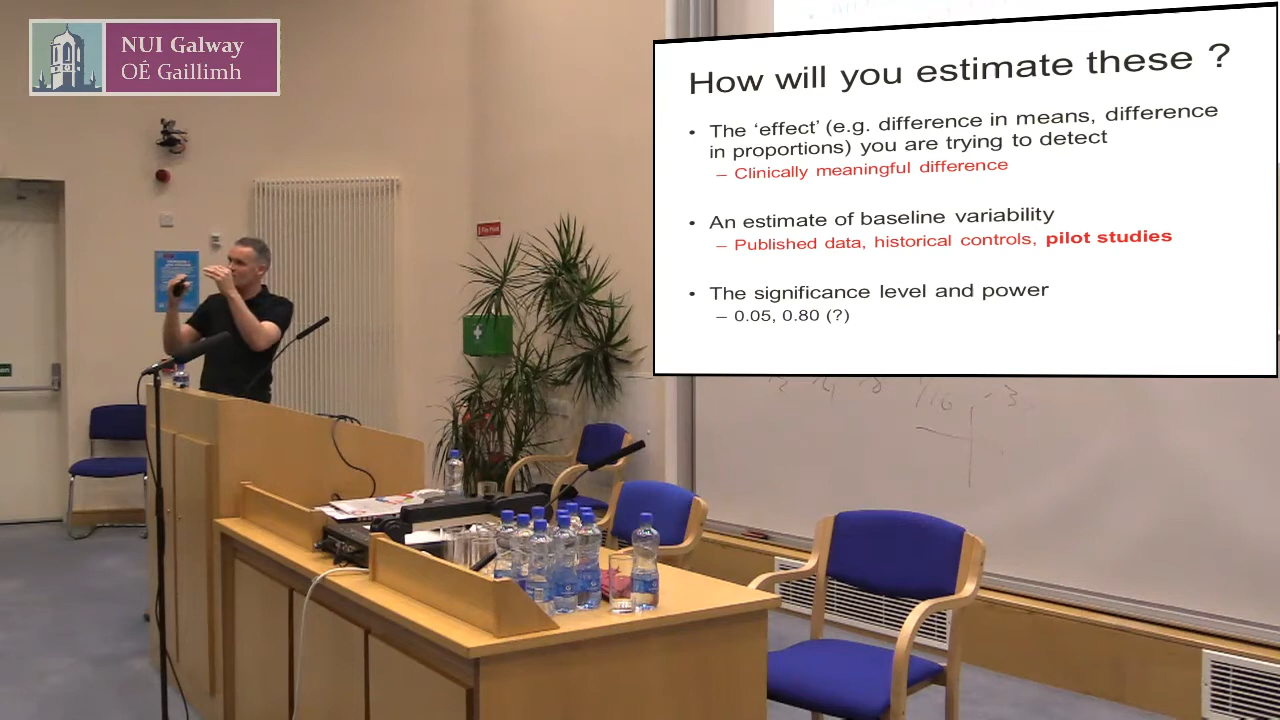 NUI Galway
OÉ Gaillimh
How will you estimate these ?
• The ‘effect’ (e.g. difference in means, difference
in proportions) you are trying to detect
– Clinically meaningful difference
• An estimate of baseline variability
– Published data, historical controls, pilot studies
• The significance level and power
– 0.05, 0.80 (?)